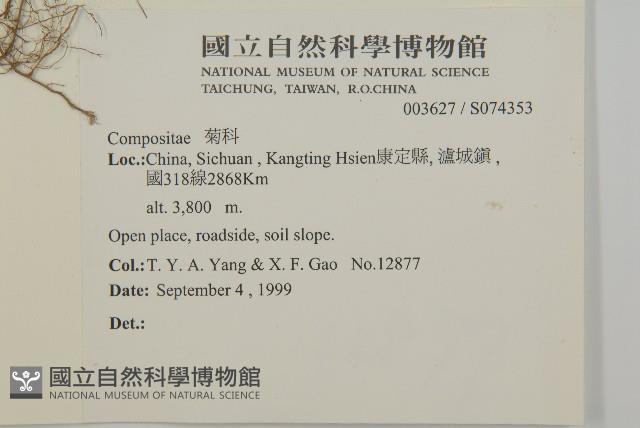 國立自然科學博物館
NATIONAL MUSEUM OF NATURAL SCIENCE
TAICHUNG, TAIWAN, R.O.CHINA
003627 / S074353
Compositae 菊科
Loc.:China, Sichuan , Kangting Hsien康定縣, 瀘城鎮 ,
國318線2868Km
alt. 3,800 m.
Open place, roadside, soil slope.
Col.: T. Y. A. Yang & X. F. Gao No.12877
Date: September 4 , 1999
Det.:
國立自然科學博物館
NATIONAL MUSEUM OF NATURAL SCIENCE